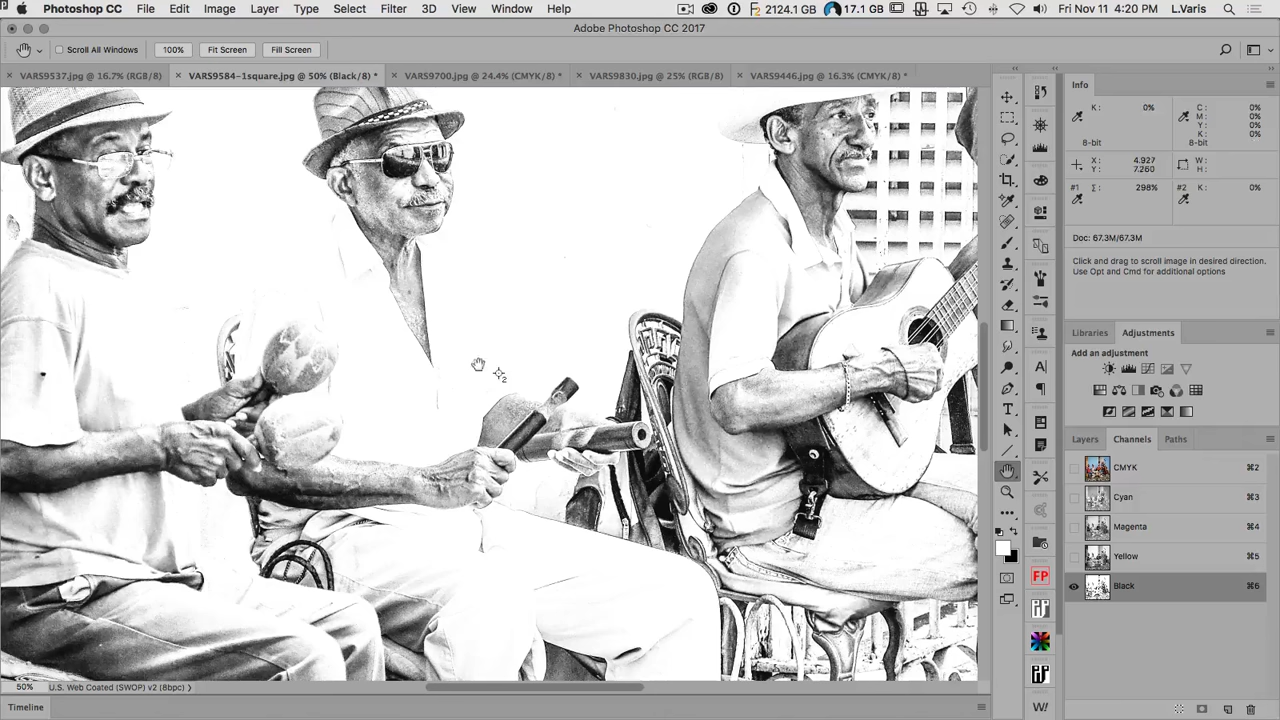 Photoshop CC File Edit Image Layer Type Select Filter 3D View Window Help 2124.1 GB 17.1 GB Fri Nov 11 4:20 PM L.Varis
Adobe Photoshop CC 2017
Scroll All Windows 100% Fit Screen Fill Screen
VARS9537.jpg @ 16.7% (RGB/8) VARS9584-1square.jpg @ 50% (Black/8) * VARS9700.jpg @ 24.4% (CMYK/8) * VARS9830.jpg @ 25% (RGB/8) VARS9446.jpg @ 16.3% (CMYK/8) *
Info
K: 0% C: 0%
M: 0%
Y: 0%
K: 0%
8-bit 8-bit
X: 4.927 W:
Y: 7.260 H:
#1 Σ: 298% #2 K: 0%
Doc: 67.3M/67.3M
Click and drag to scroll image in desired direction.
Use Opt and Cmd for additional options
Libraries Adjustments
Add an adjustment
Layers Channels Paths
CMYK ⌘2
Cyan ⌘3
Magenta ⌘4
Yellow ⌘5
Black ⌘6
FP
W!
50% U.S. Web Coated (SWOP) v2 (8bpc)
Timeline